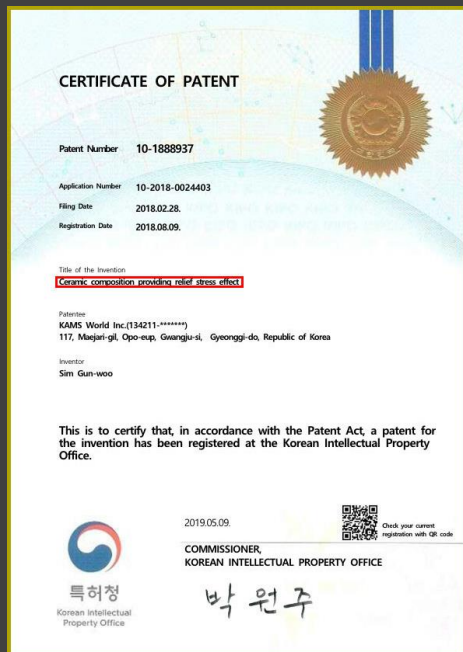 CERTIFICATE OF PATENT
Patent Number 10-1888937
Application Number 10-2018-0024403
Filing Date 2018.02.28.
Registration Date 2018.08.09.
Title of the Invention
Ceramic composition providing relief stress effect
Patentee
KAMS World Inc.(134211-*******)
117, Maejari-gil, Opo-eup, Gwangju-si, Gyeonggi-do, Republic of Korea
Inventor
Sim Gun-woo
This is to certify that, in accordance with the Patent Act, a patent for
the invention has been registered at the Korean Intellectual Property
Office.
2019.05.09.
Check your current
registration with QR code
COMMISSIONER,
KOREAN INTELLECTUAL PROPERTY OFFICE
박원주
특허청
Korean Intellectual
Property Office